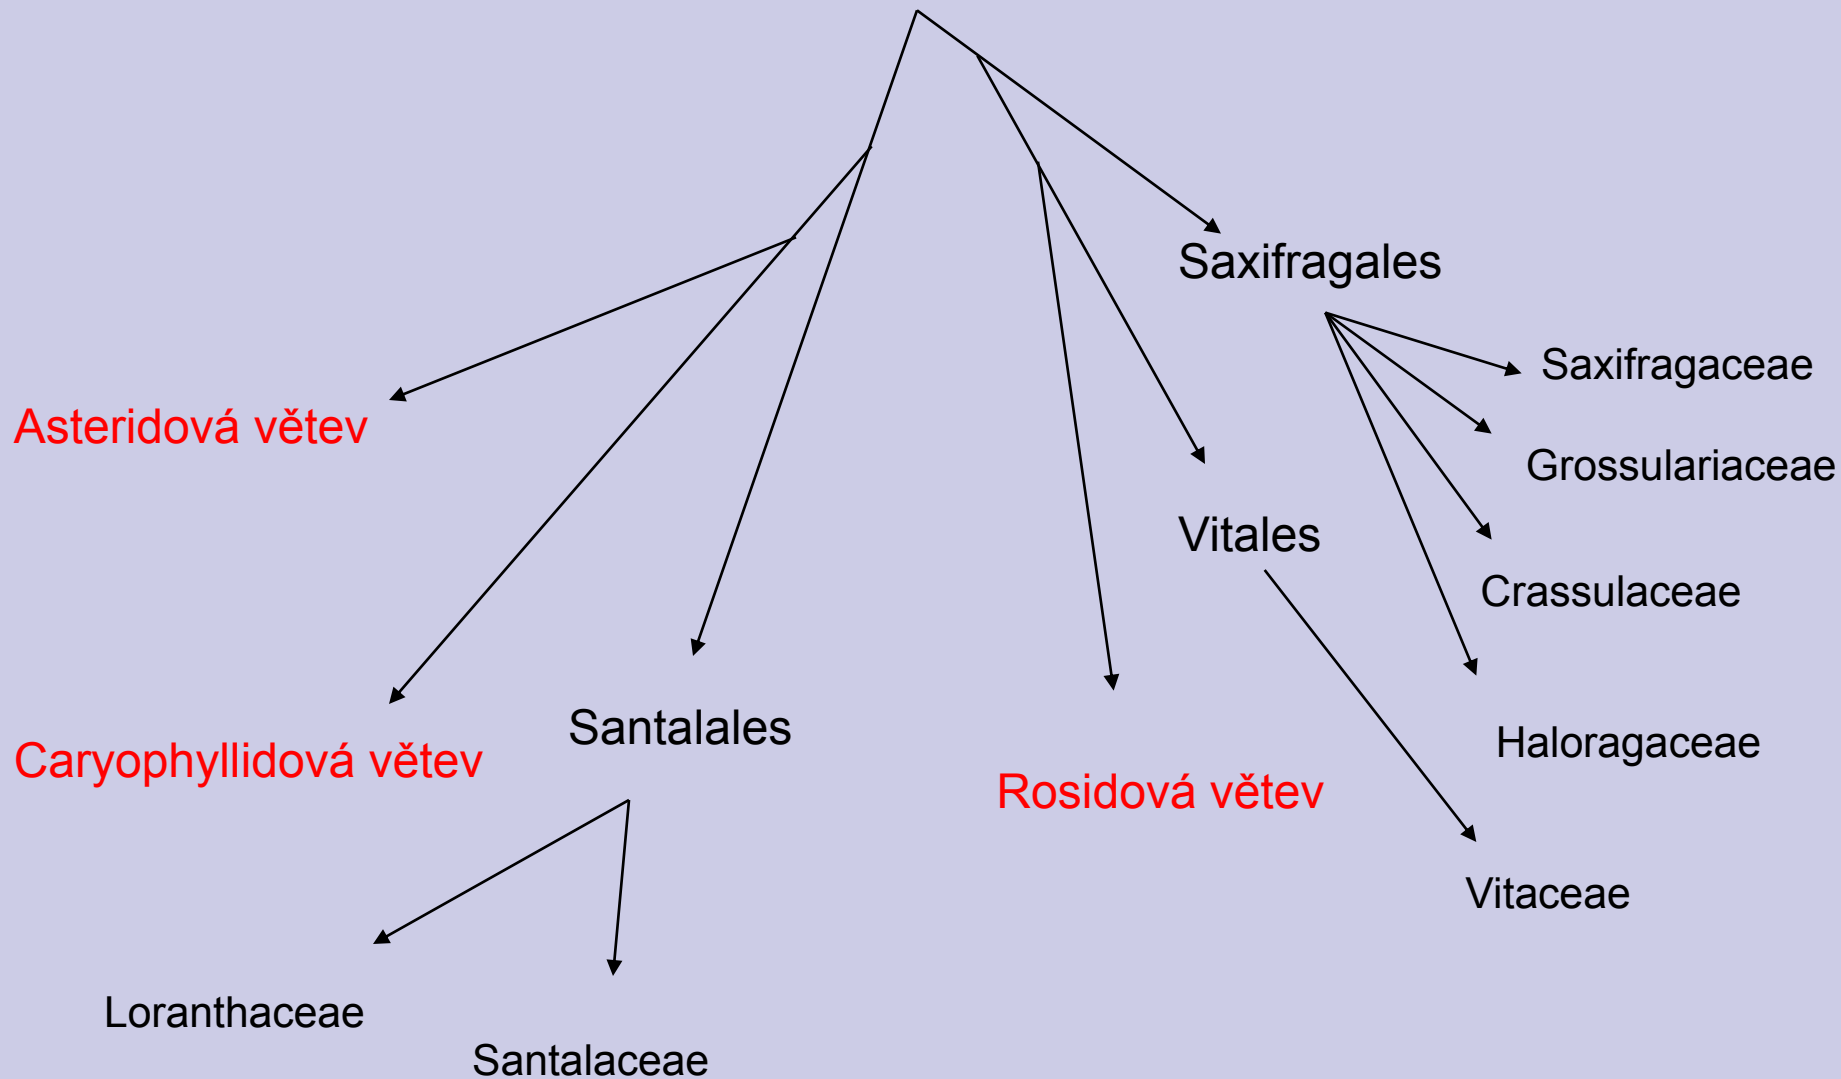 Saxifragales
Saxifragaceae
Asteridová větev
Grossulariaceae
Vitales
Crassulaceae
Santalales
Haloragaceae
Caryophyllidová větev
Rosidová větev
Vitaceae
Loranthaceae
Santalaceae